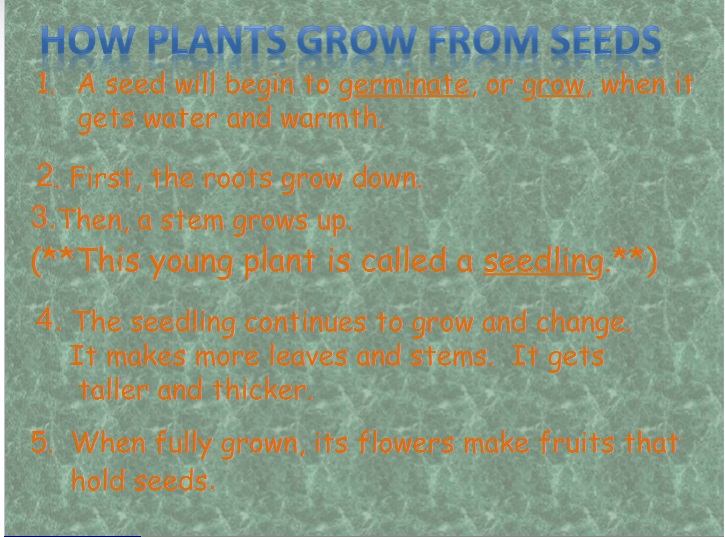 HOW PLANTS GROW FROM SEEDS
1. A seed will begin to germinate, or grow, when it
gets water and warmth.
2. First, the roots grow down.
3.Then, a stem grows up.
(**This young plant is called a seedling.**)
4. The seedling continues to grow and change.
It makes more leaves and stems. It gets
taller and thicker.
5. When fully grown, its flowers make fruits that
hold seeds.